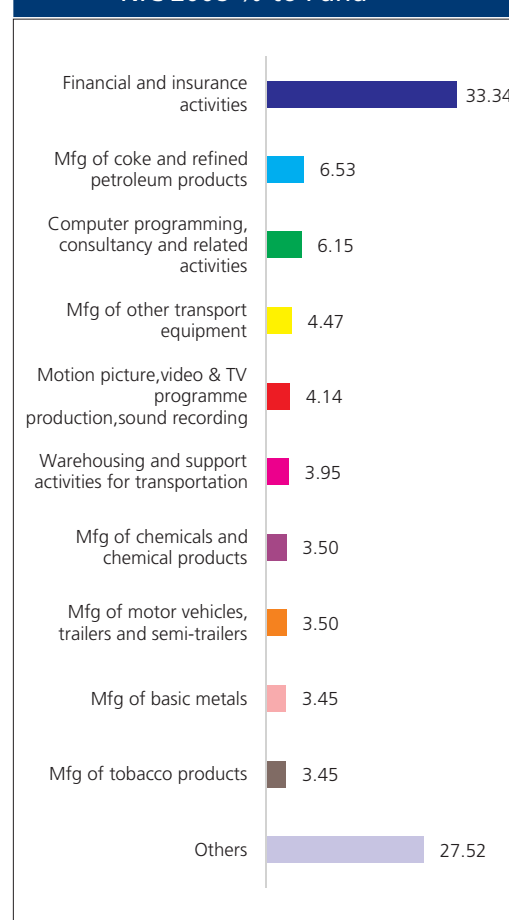 Financial and insurance
activities
33.34
Mfg of coke and refined
petroleum products
6.53
Computer programming,
consultancy and related
activities
6.15
Mfg of other transport
equipment
4.47
Motion picture,video & TV
programme
production,sound recording
4.14
Warehousing and support
activities for transportation
3.95
Mfg of chemicals and
chemical products
3.50
Mfg of motor vehicles,
trailers and semi-trailers
3.50
Mfg of basic metals
3.45
Mfg of tobacco products
3.45
Others
27.52